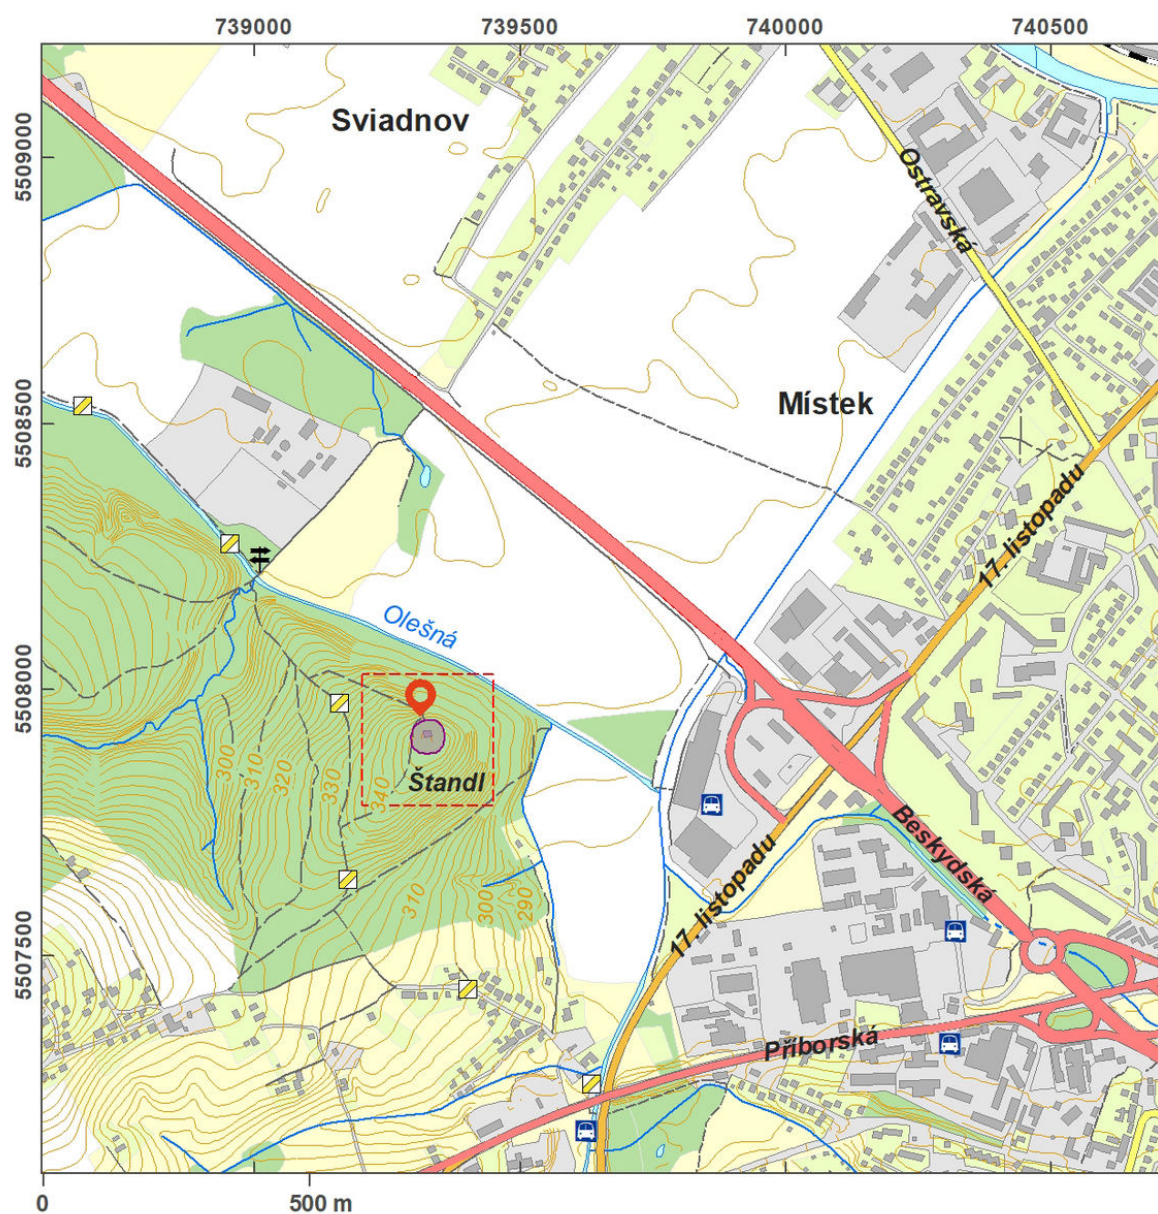 739000 739500 740000 740500
5509000
5508500
5508000
5507500
Sviadnov
Ostravská
Místek
17. listopadu
Olešná
Štandl
300
310
320
330
340
310
300
290
Beskydská
17. listopadu
Příborská
0 500 m